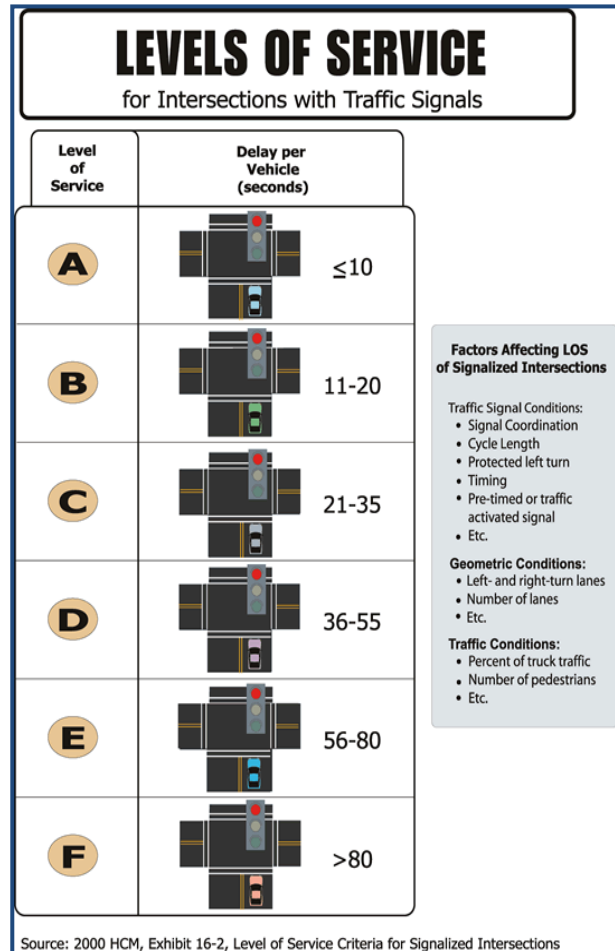 LEVELS OF SERVICE
for Intersections with Traffic Signals
Level
of
Service
Delay per
Vehicle
(seconds)
A
≤10
B
11-20
C
21-35
D
36-55
E
56-80
F
>80
Factors Affecting LOS
of Signalized Intersections
Traffic Signal Conditions:
• Signal Coordination
• Cycle Length
• Protected left turn
• Timing
• Pre-timed or traffic
activated signal
• Etc.
Geometric Conditions:
• Left- and right-turn lanes
• Number of lanes
• Etc.
Traffic Conditions:
• Percent of truck traffic
• Number of pedestrians
• Etc.
Source: 2000 HCM, Exhibit 16-2, Level of Service Criteria for Signalized Intersections